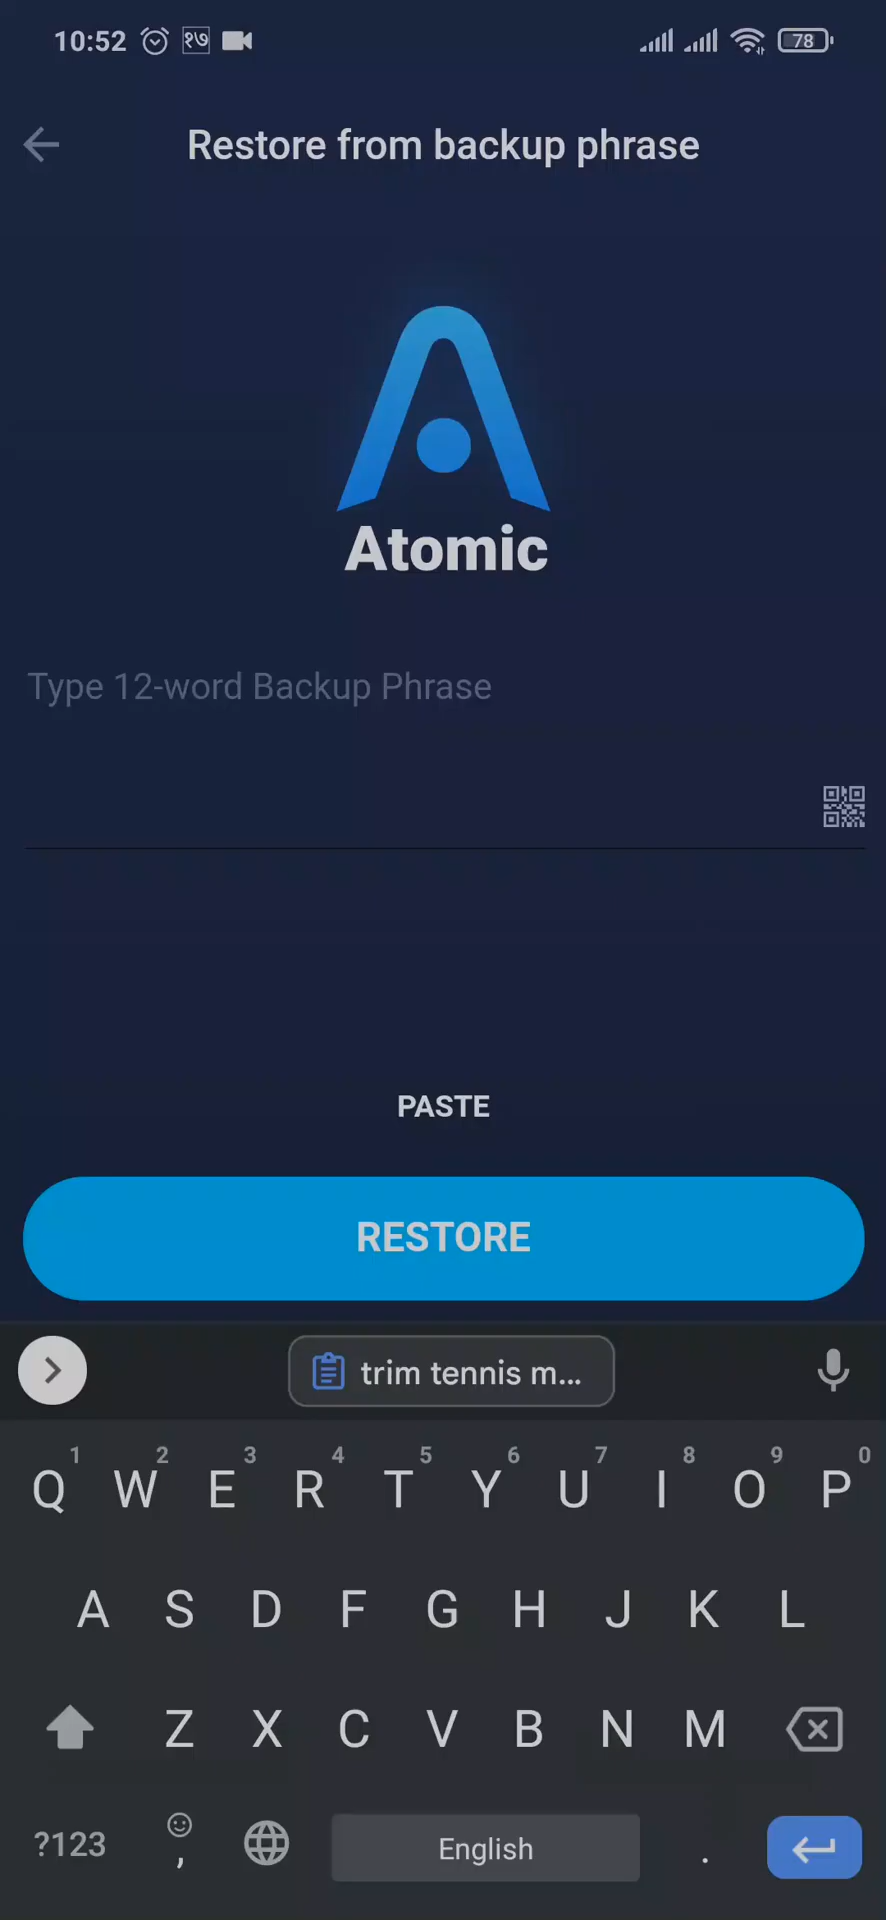 10:52 १७ 78
Restore from backup phrase
Atomic
Type 12-word Backup Phrase
PASTE
RESTORE
trim tennis m...
1 2 3 4 5 6 7 8 9 0
Q W E R T Y U I O P
A S D F G H J K L
Z X C V B N M
?123 , English .